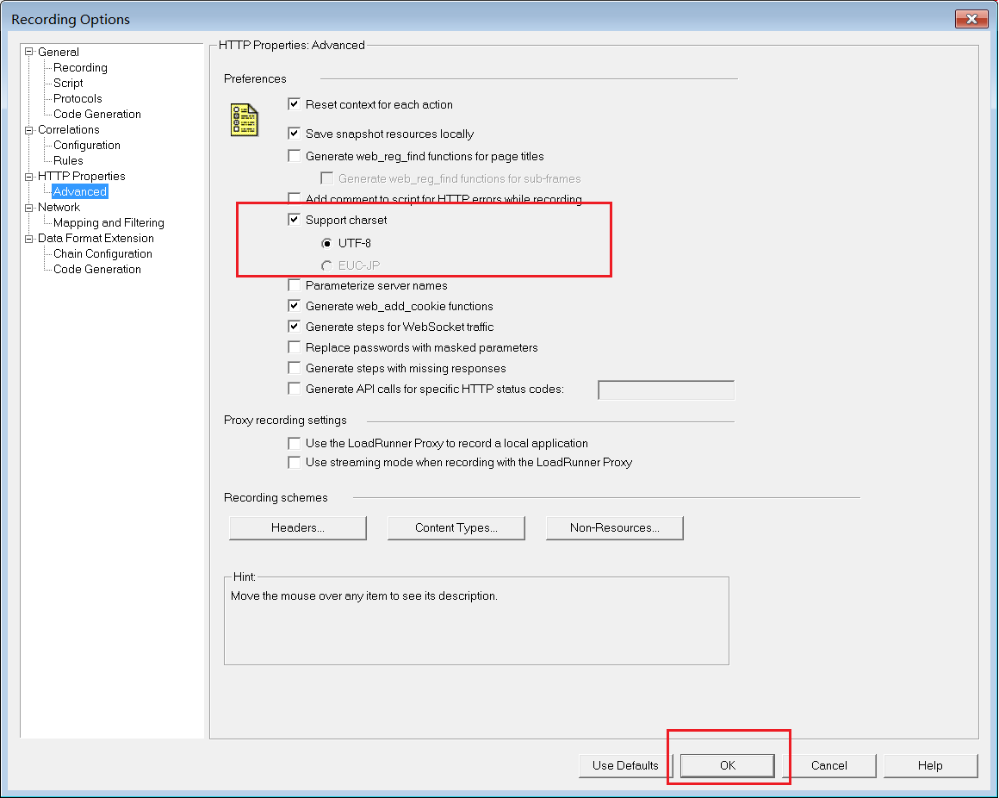 Recording Options
General
Recording
Script
Protocols
Code Generation
Correlations
Configuration
Rules
HTTP Properties
Advanced
Network
Mapping and Filtering
Data Format Extension
Chain Configuration
Code Generation
HTTP Properties: Advanced
Preferences
Reset context for each action
Save snapshot resources locally
Generate web_reg_find functions for page titles
Generate web_reg_find functions for sub-frames
Add comment to script for HTTP errors while recording
Support charset
UTF-8
EUC-JP
Parameterize server names
Generate web_add_cookie functions
Generate steps for WebSocket traffic
Replace passwords with masked parameters
Generate steps with missing responses
Generate API calls for specific HTTP status codes:
Proxy recording settings
Use the LoadRunner Proxy to record a local application
Use streaming mode when recording with the LoadRunner Proxy
Recording schemes
Headers... Content Types... Non-Resources...
Hint:
Move the mouse over any item to see its description.
Use Defaults OK Cancel Help